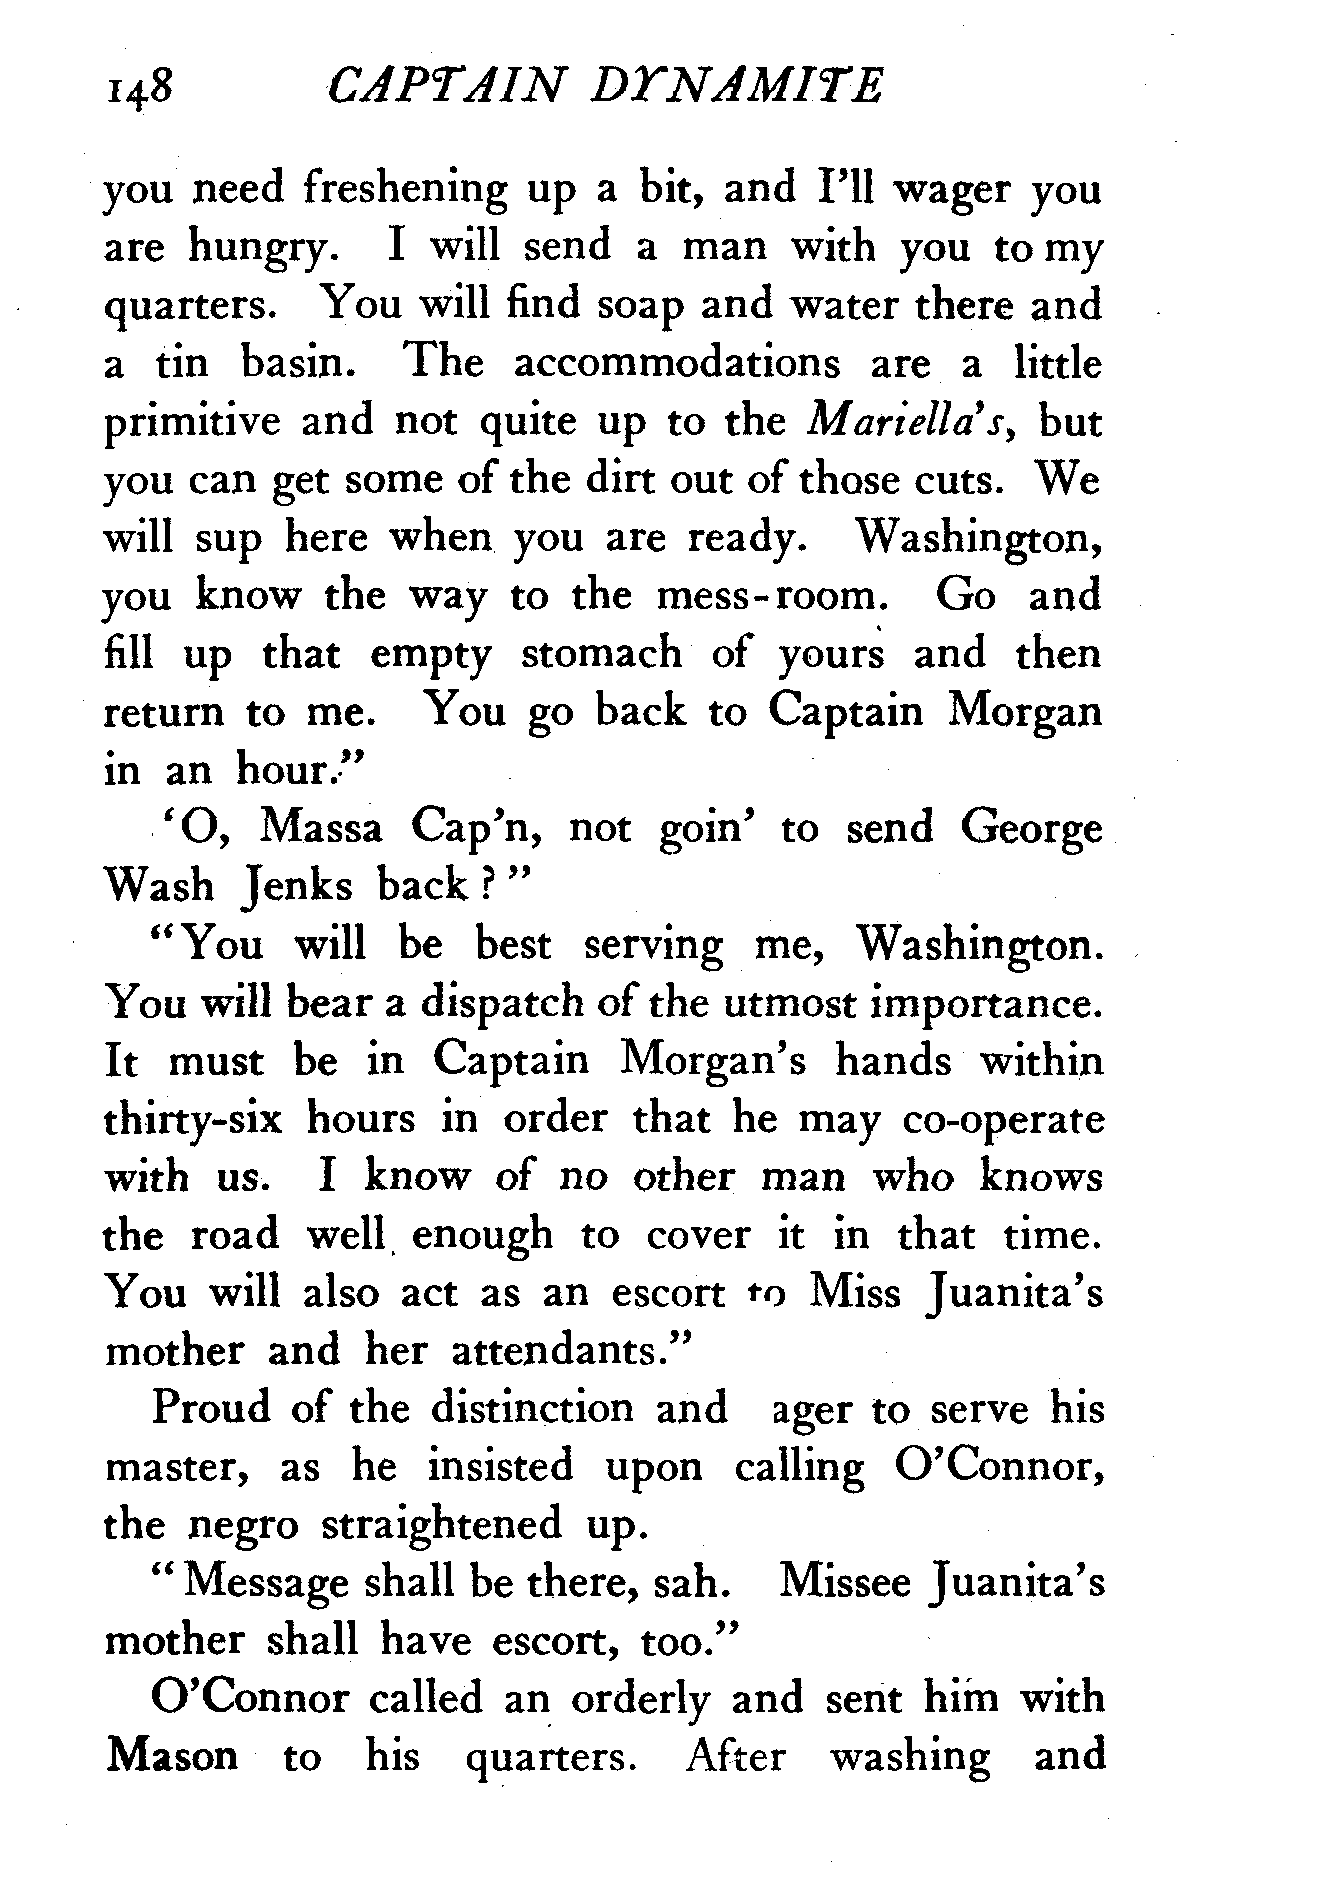 148 CAPTAIN DYNAMITE
you need freshening up a bit, and I'll wager you
are hungry. I will send a man with you to my
quarters. You will find soap and water there and
a tin basin. The accommodations are a little
primitive and not quite up to the Mariella's, but
you can get some of the dirt out of those cuts. We
will sup here when you are ready. Washington,
you know the way to the mess-room. Go and
fill up that empty stomach of yours and then
return to me. You go back to Captain Morgan
in an hour."
'O, Massa Cap'n, not goin' to send George
Wash Jenks back?"
"You will be best serving me, Washington.
You will bear a dispatch of the utmost importance.
It must be in Captain Morgan's hands within
thirty-six hours in order that he may co-operate
with us. I know of no other man who knows
the road well enough to cover it in that time.
You will also act as an escort to Miss Juanita's
mother and her attendants."
Proud of the distinction and ager to serve his
master, as he insisted upon calling O'Connor,
the negro straightened up.
"Message shall be there, sah. Missee Juanita's
mother shall have escort, too."
O'Connor called an orderly and sent him with
Mason to his quarters. After washing and